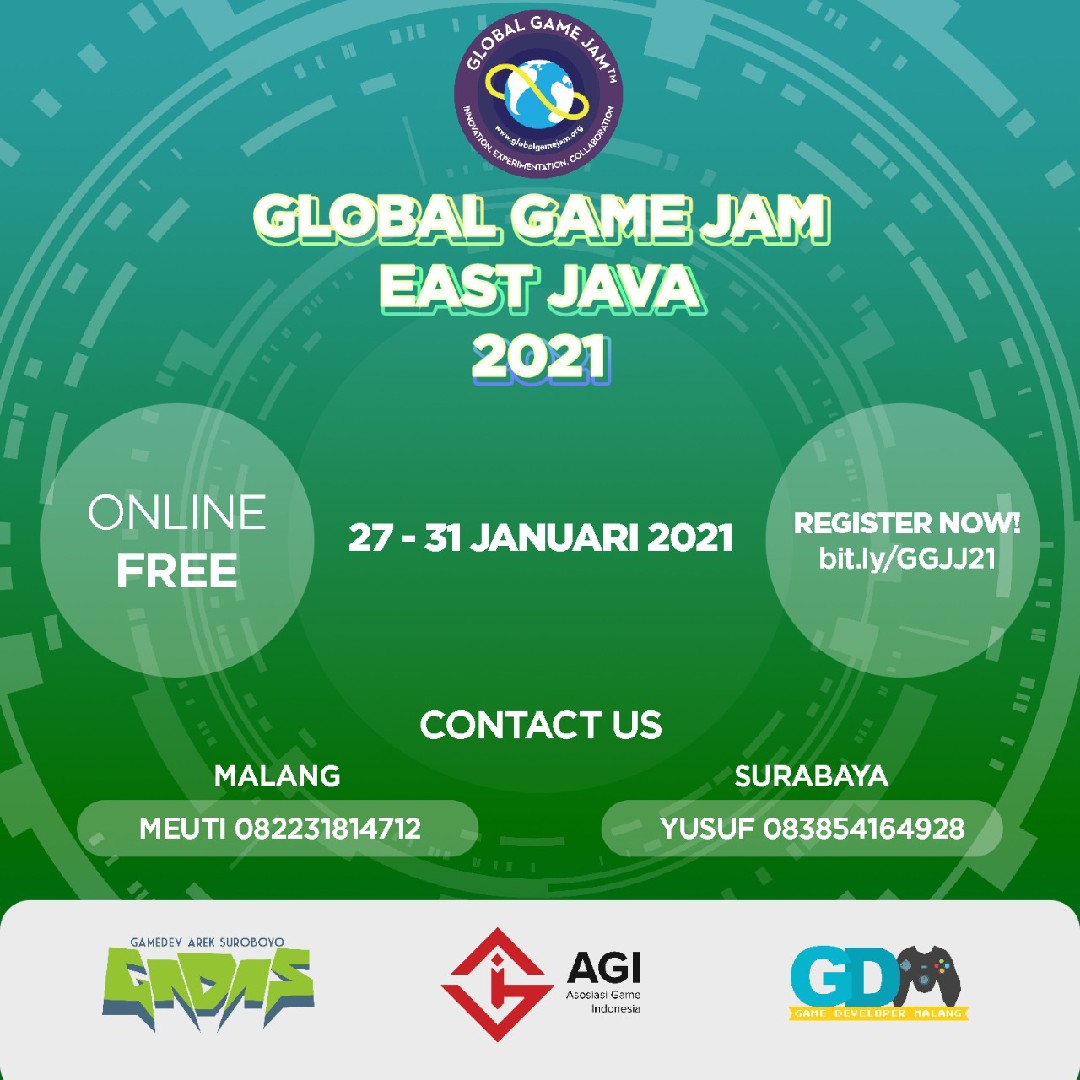 GLOBAL GAME JAM™
www.globalgamejam.org
INNOVATION, EXPERIMENTATION, COLLABORATION
GLOBAL GAME JAM
EAST JAVA
2021
ONLINE
FREE
27 - 31 JANUARI 2021
REGISTER NOW!
bit.ly/GGJJ21
CONTACT US
MALANG
MEUTI 082231814712
SURABAYA
YUSUF 083854164928
GAMEDEV AREK SUROBOYO
GADAS
AGI
Asosiasi Game
Indonesia
GDM
GAME DEVELOPER MALANG